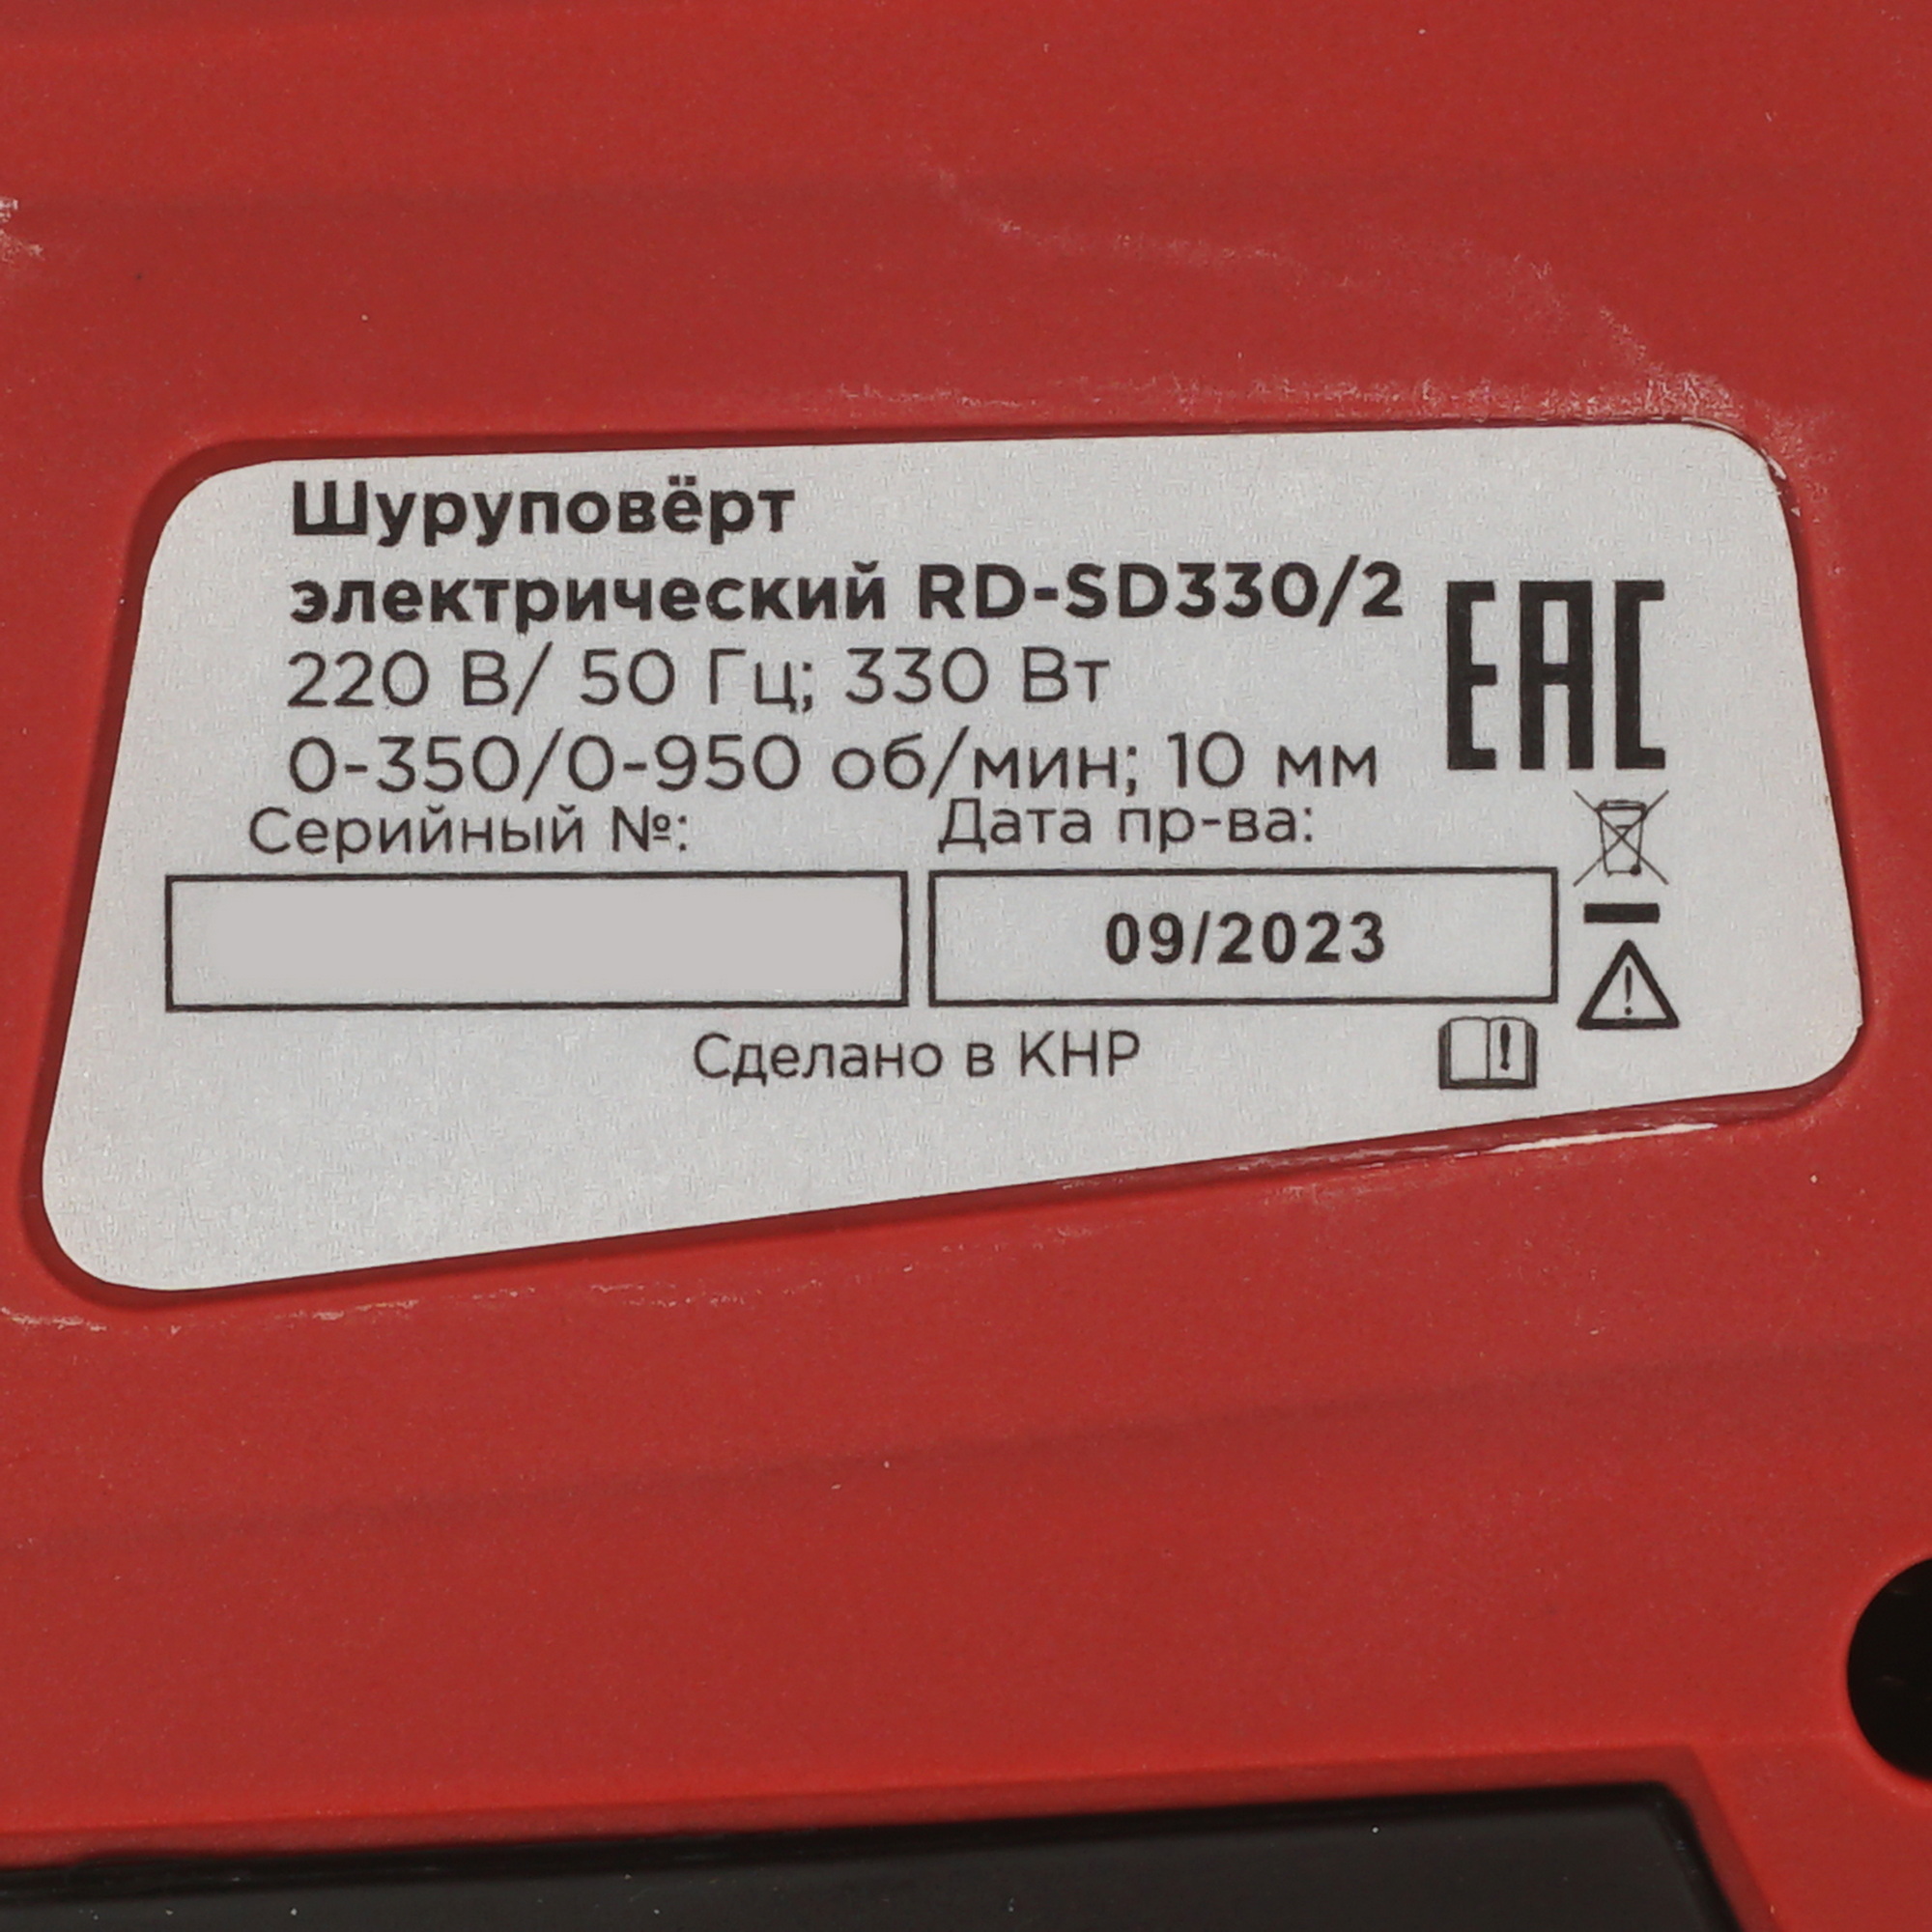 Шуруповёрт
электрический RD-SD330/2
220 В/ 50 Гц; 330 Вт
0-350/0-950 об/мин; 10 мм
EAC
Серийный №:
Дата пр-ва:
09/2023
Сделано в КНР